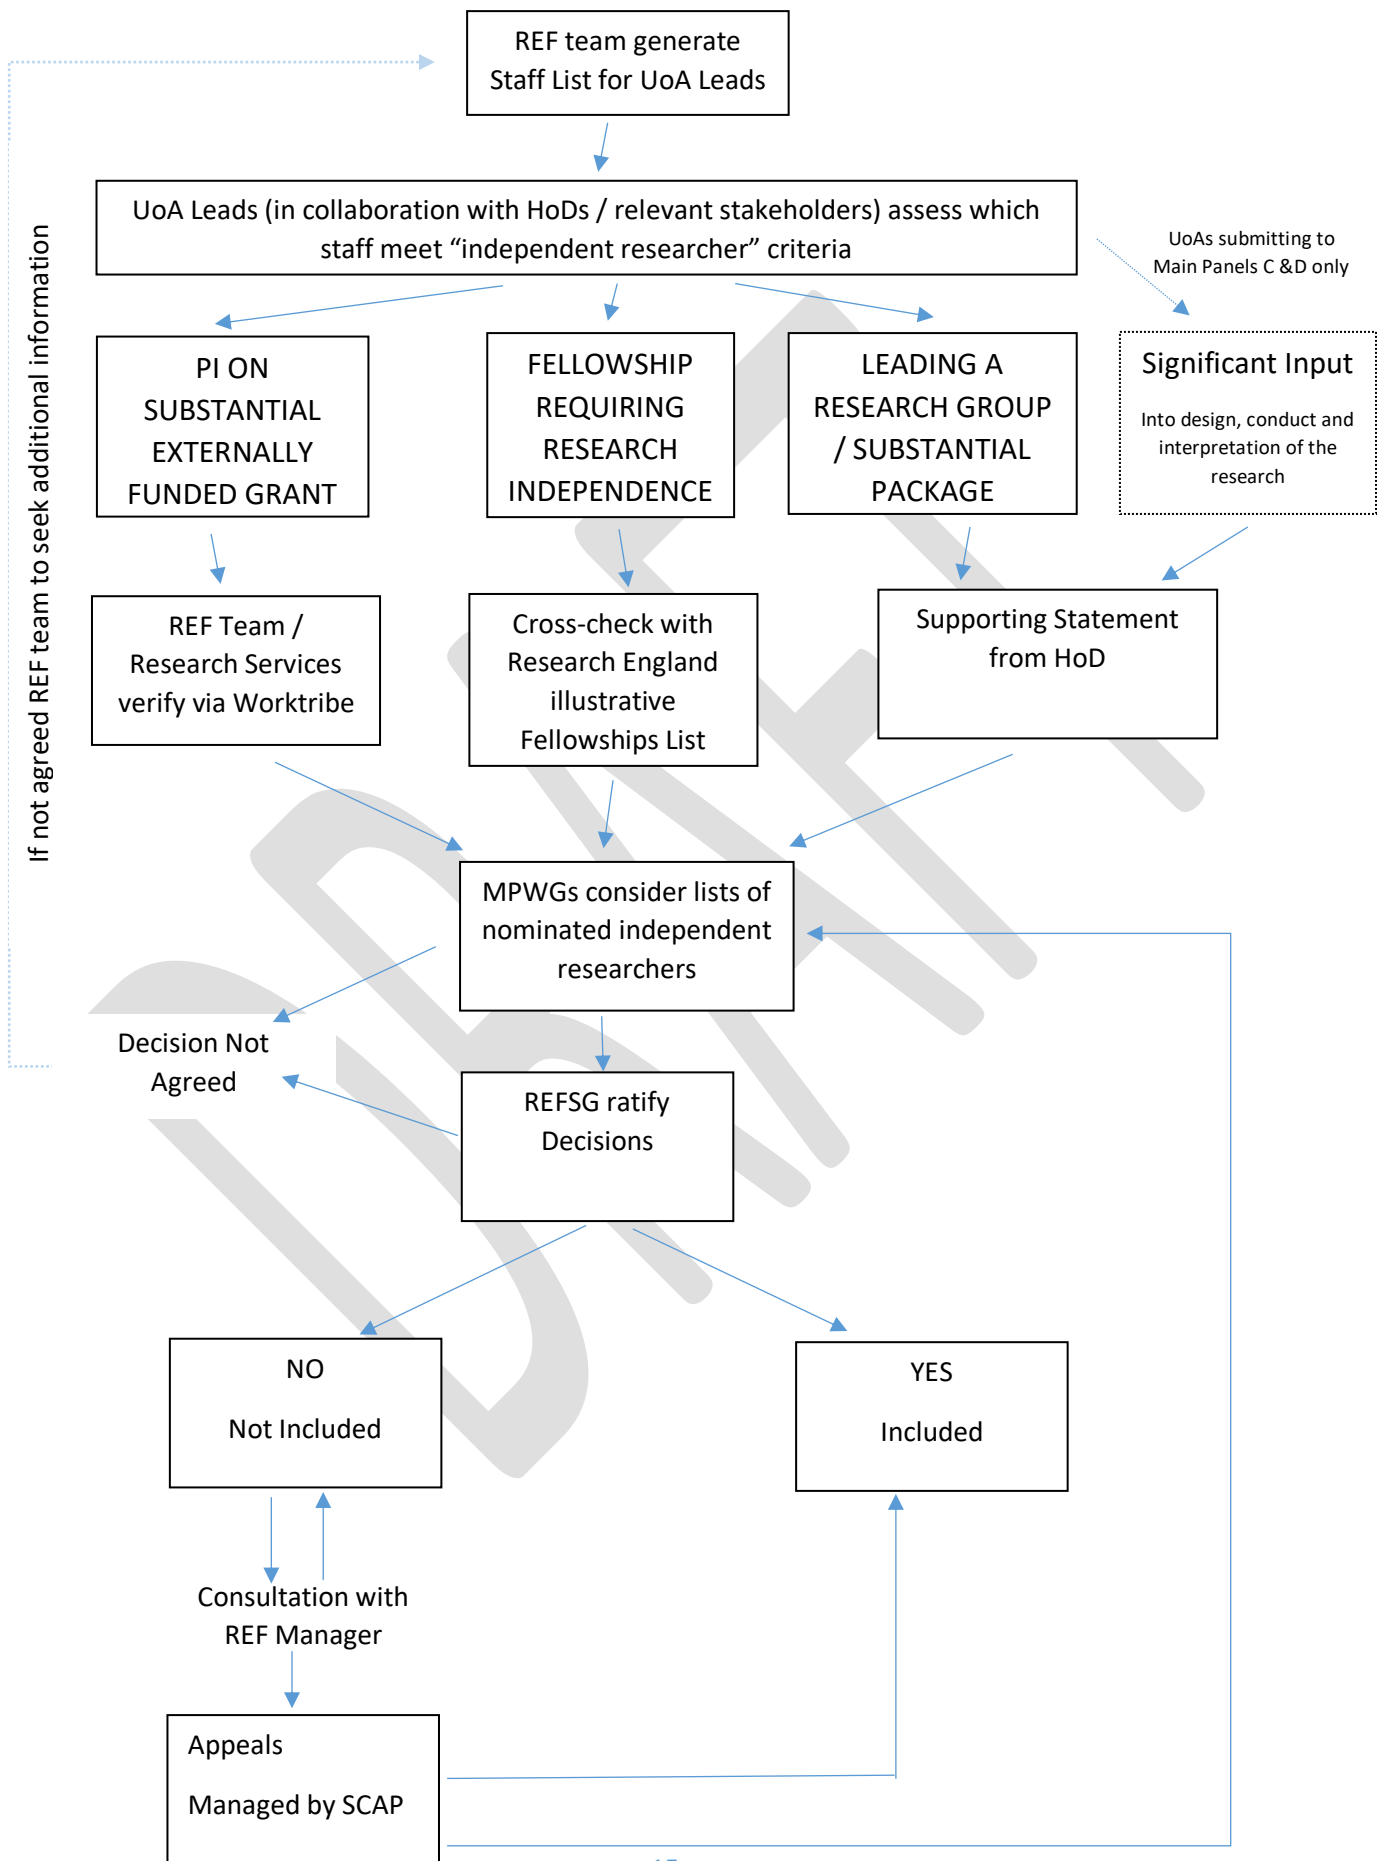 REF team generate
Staff List for UoA Leads
UoA Leads (in collaboration with HoDs / relevant stakeholders) assess which
staff meet “independent researcher” criteria
UoAs submitting to
Main Panels C &D only
If not agreed REF team to seek additional information
PI ON
SUBSTANTIAL
EXTERNALLY
FUNDED GRANT
FELLOWSHIP
REQUIRING
RESEARCH
INDEPENDENCE
LEADING A
RESEARCH GROUP
/ SUBSTANTIAL
PACKAGE
Significant Input
Into design, conduct and
interpretation of the
research
REF Team /
Research Services
verify via Worktribe
Cross-check with
Research England
illustrative
Fellowships List
Supporting Statement
from HoD
MPWGs consider lists of
nominated independent
researchers
Decision Not
Agreed
REFSG ratify
Decisions
NO
Not Included
YES
Included
Consultation with
REF Manager
Appeals
Managed by SCAP
DRAFT